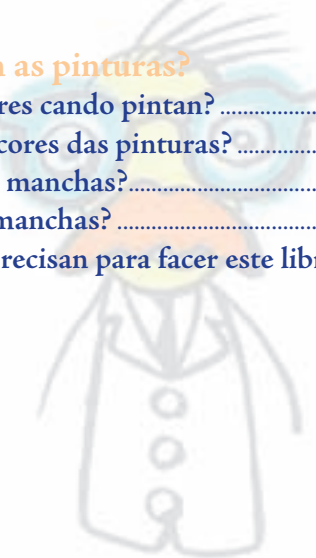 as pinturas?
res cando pintan?
cores das pinturas?
manchas?
manchas?
recisan para facer este libr